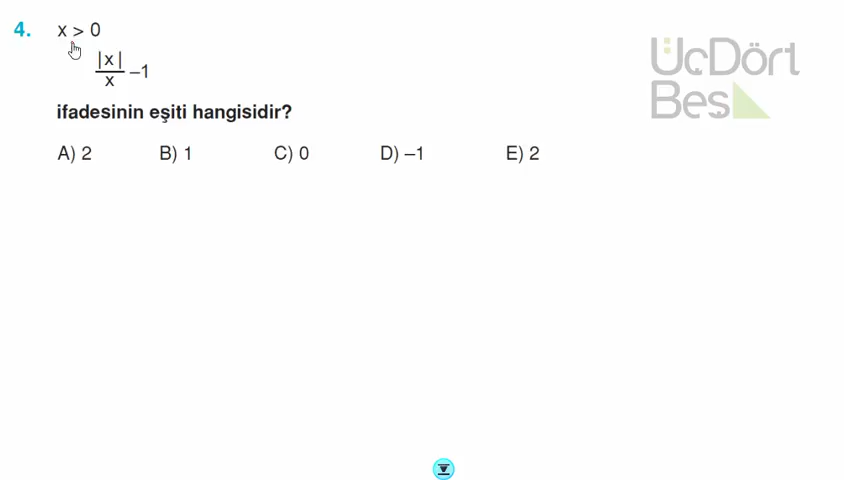 4. x > 0
|x|
x –1
ifadesinin eşiti hangisidir?
A) 2 B) 1 C) 0 D) –1 E) 2
ÜçDört
Beş